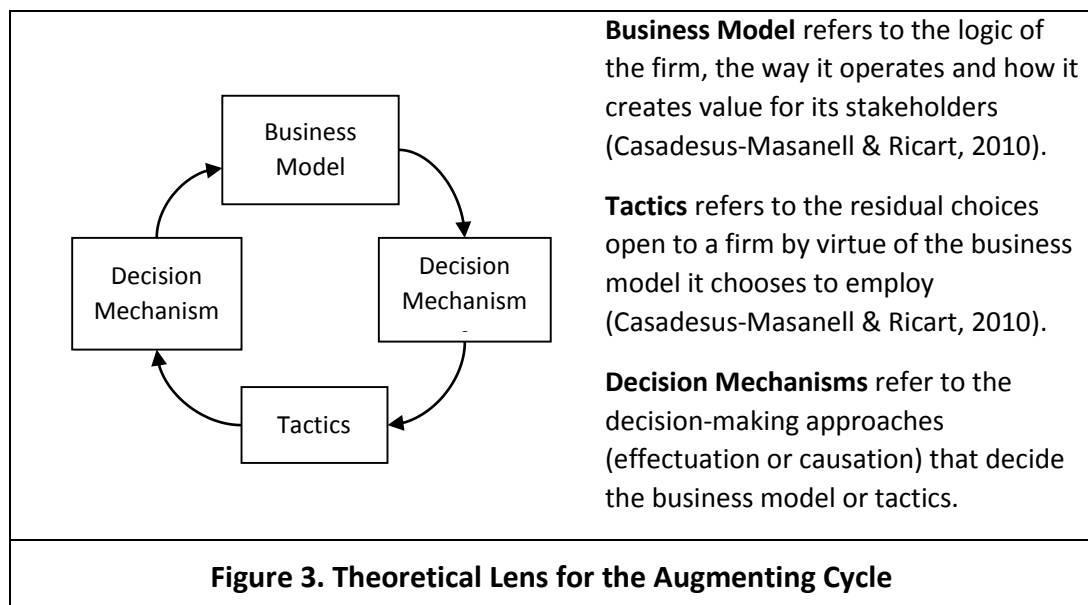 Business
Model
Decision
Mechanism
Decision
Mechanism
-
Tactics
Business Model refers to the logic of
the firm, the way it operates and how it
creates value for its stakeholders
(Casadesus-Masanell & Ricart, 2010).
Tactics refers to the residual choices
open to a firm by virtue of the business
model it chooses to employ
(Casadesus-Masanell & Ricart, 2010).
Decision Mechanisms refer to the
decision-making approaches
(effectuation or causation) that decide
the business model or tactics.
Figure 3. Theoretical Lens for the Augmenting Cycle